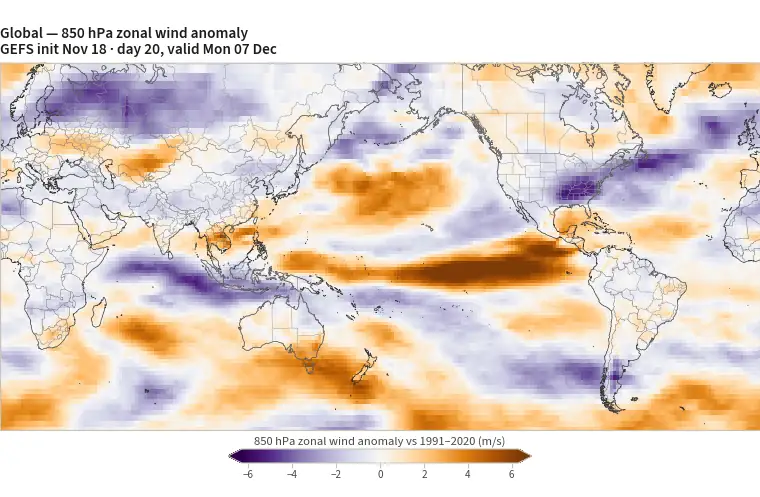 Global — 850 hPa zonal wind anomaly
GEFS init Nov 18 · day 20, valid Mon 07 Dec
850 hPa zonal wind anomaly vs 1991–2020 (m/s)
−6 −4 −2 0 2 4 6